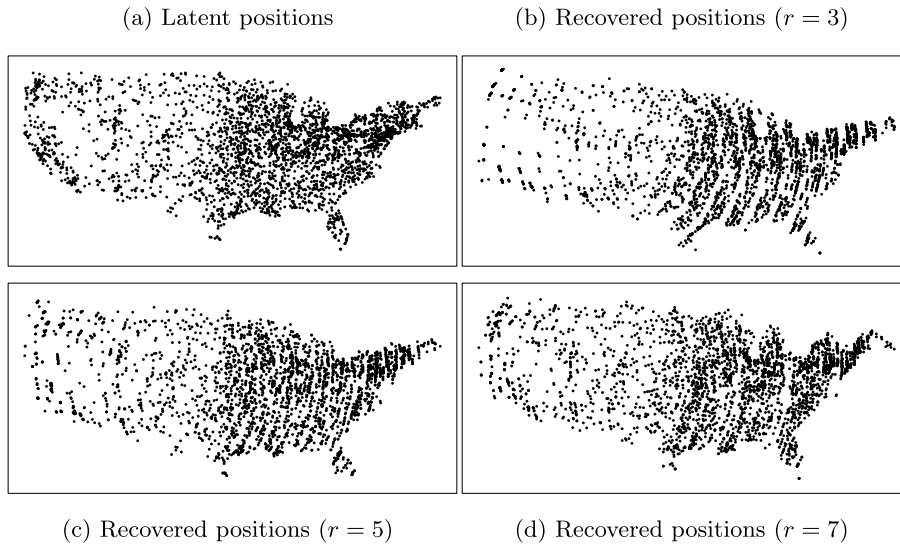 (a) Latent positions
(b) Recovered positions (r = 3)
(c) Recovered positions (r = 5)
(d) Recovered positions (r = 7)